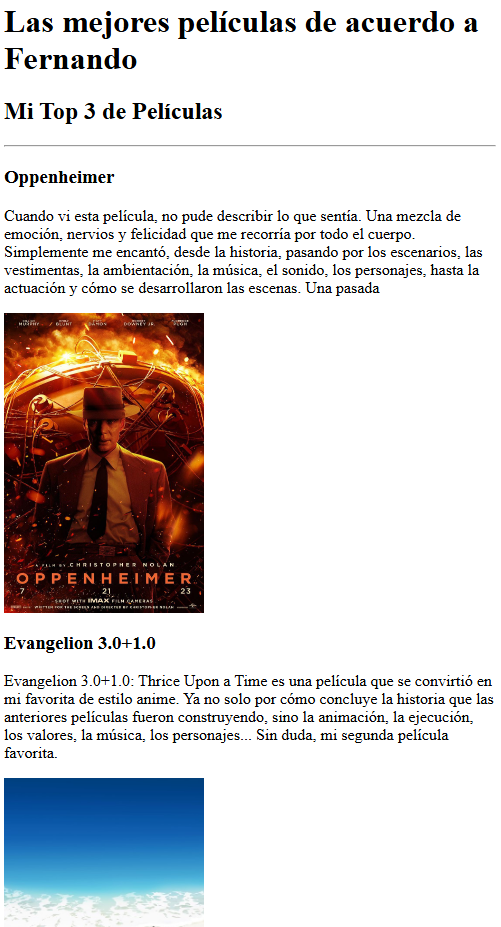 Las mejores películas de acuerdo a
Fernando
Mi Top 3 de Películas
Oppenheimer
Cuando vi esta película, no pude describir lo que sentía. Una mezcla de
emoción, nervios y felicidad que me recorría por todo el cuerpo.
Simplemente me encantó, desde la historia, pasando por los escenarios, las
vestimentas, la ambientación, la música, el sonido, los personajes, hasta la
actuación y cómo se desarrollaron las escenas. Una pasada
MURPHY BLUNT DAMON DOWNEY JR. PUGH
A FILM BY CHRISTOPHER NOLAN
OPPENHEIMER
7 21 23
SHOT WITH IMAX FILM CAMERAS
WRITTEN FOR THE SCREEN AND DIRECTED BY CHRISTOPHER NOLAN
Evangelion 3.0+1.0
Evangelion 3.0+1.0: Thrice Upon a Time es una película que se convirtió en
mi favorita de estilo anime. Ya no solo por cómo concluye la historia que las
anteriores películas fueron construyendo, sino la animación, la ejecución,
los valores, la música, los personajes... Sin duda, mi segunda película
favorita.